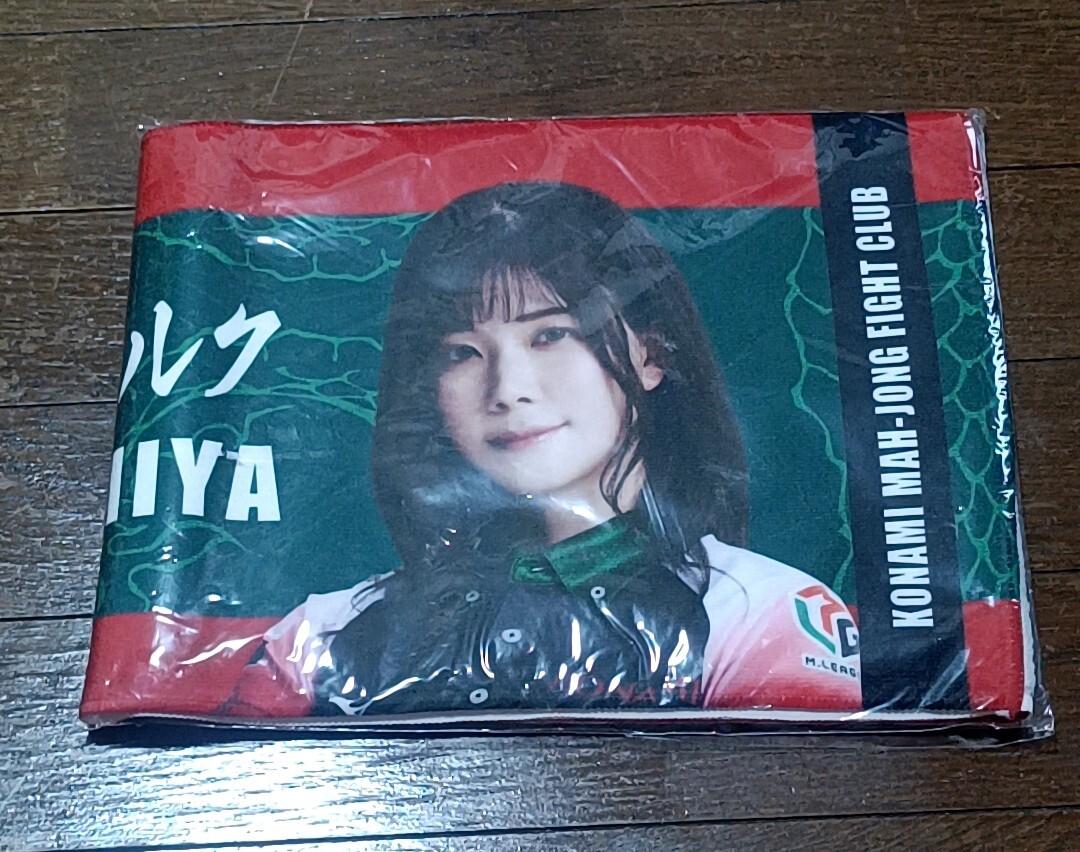 ルク
IIYA
KONAMI MAH-JONG FIGHT CLUB
M.LEAG
KONAMI